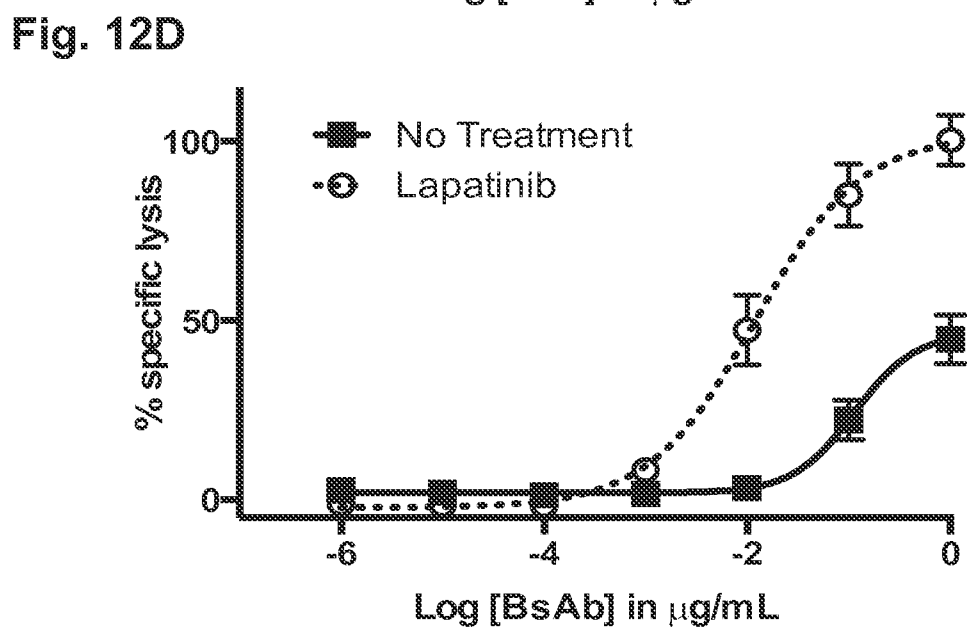 Fig. 12D
No Treatment
Lapatinib
% specific lysis
100
50
0
-6 -4 -2 0
Log [BsAb] in μg/mL